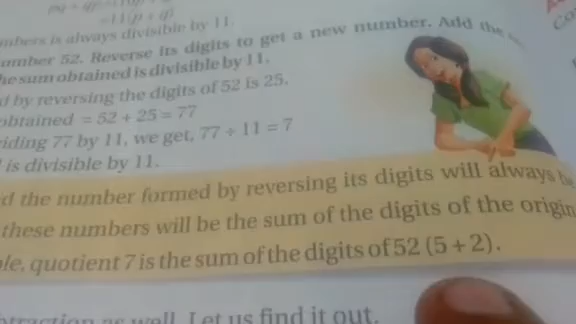 = 11(p + q)
mbers is always divisible by 11.
umber 52. Reverse its digits to get a new number. Add the
he sum obtained is divisible by 11.
d by reversing the digits of 52 is 25.
obtained = 52 + 25 = 77
iding 77 by 11, we get, 77 ÷ 11 = 7
is divisible by 11.
d the number formed by reversing its digits will always be
these numbers will be the sum of the digits of the origin
le, quotient 7 is the sum of the digits of 52 (5 + 2).
btraction as well. Let us find it out.